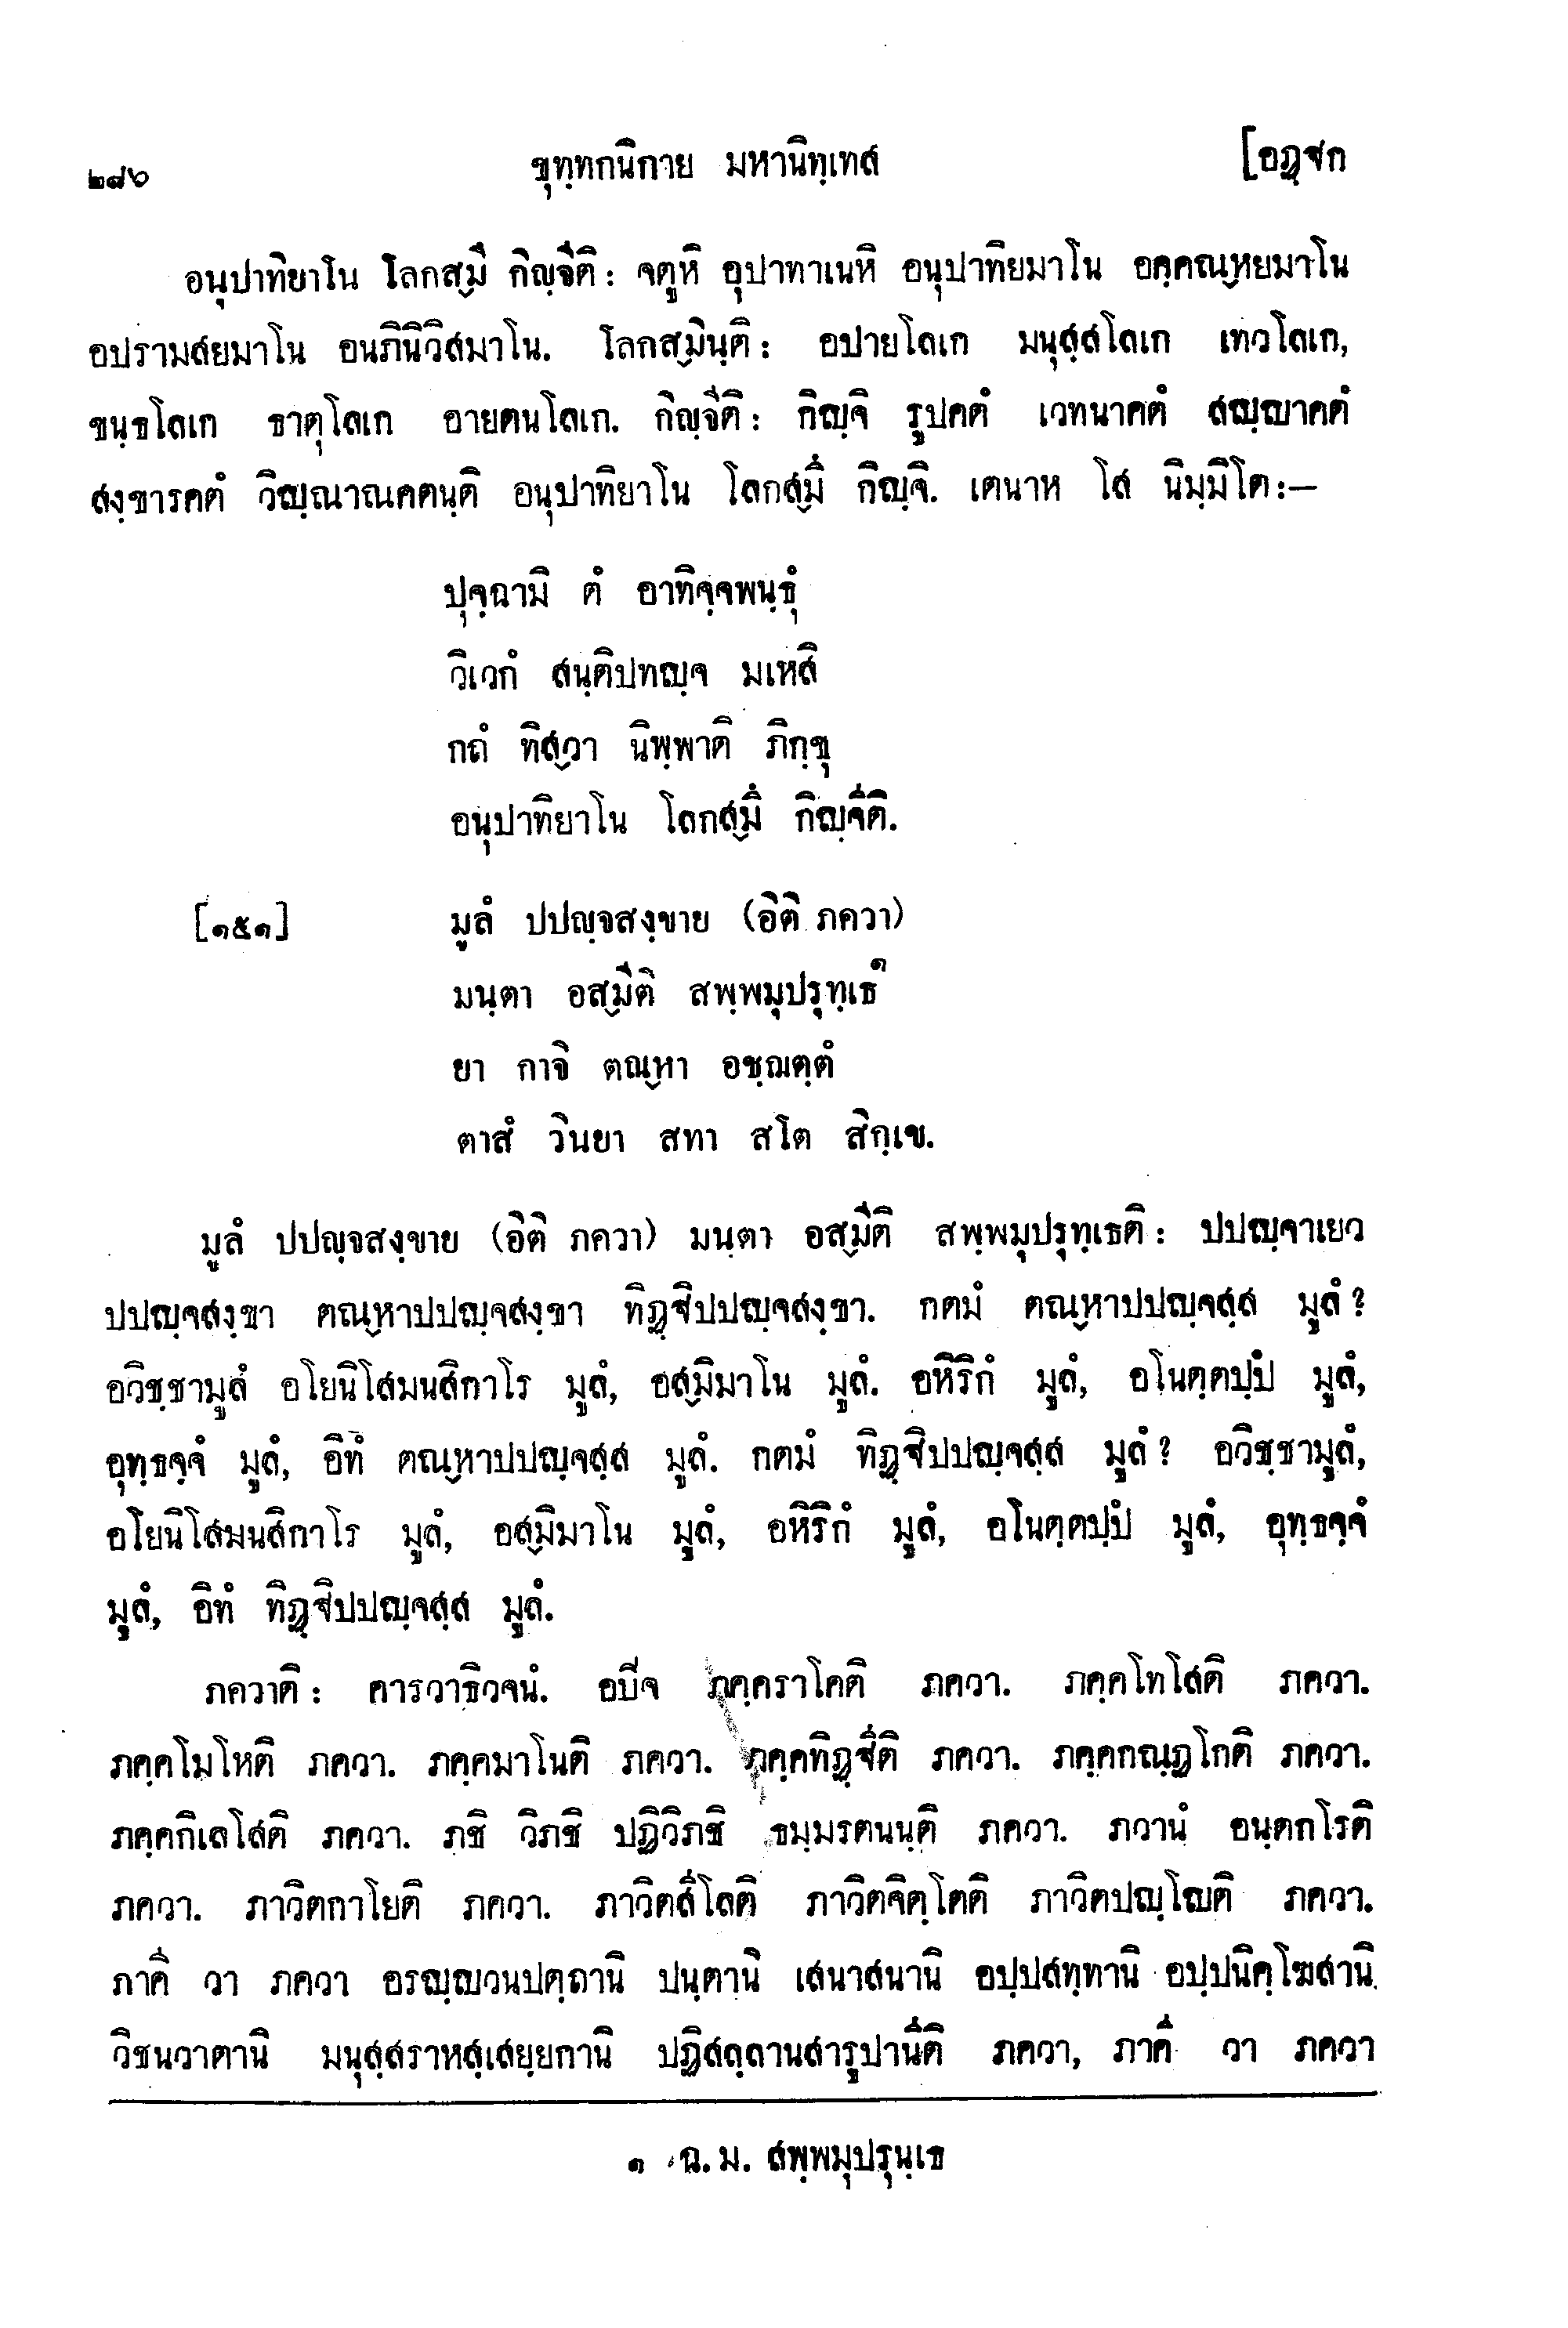 ๒๘๖ ขุทฺทกนิกาย มหานิทฺเทส [อฏฺฐก
อนุปาทิยาโน โลกสฺมึ กิญฺจีติ: จตูหิ อุปาทาเนหิ อนุปาทิยมาโน อคฺคณฺหยมาโน
อปรามสยมาโน อนภินิวิสมาโน. โลกสฺมินฺติ: อปายโลเก มนุสฺสโลเก เทวโลเก,
ขนฺธโลเก ธาตุโลเก อายตนโลเก. กิญฺจีติ: กิญฺจิ รูปคตํ เวทนาคตํ สญฺญาคตํ
สงฺขารคตํ วิญฺญาณคตนฺติ อนุปาทิยาโน โลกสฺมึ กิญฺจิ. เตนาห โส นิมฺมิโต:—
ปุจฺฉามิ ตํ อาทิจฺจพนฺธุํ
วิเวกํ สนฺติปทญฺจ มเหสิ
กถํ ทิสฺวา นิพฺพาติ ภิกฺขุ
อนุปาทิยาโน โลกสฺมึ กิญฺจีติ.
[๑๕๑] มูลํ ปปญฺจสงฺขาย (อิติ ภควา)
มนฺตา อสฺมีติ สพฺพมุปรุทฺเธ๑
ยา กาจิ ตณฺหา อชฺฌตฺตํ
ตาสํ วินยา สทา สโต สิกฺเข.
มูลํ ปปญฺจสงฺขาย (อิติ ภควา) มนฺตา อสฺมีติ สพฺพมุปรุทฺเธติ: ปปญฺจาเยว
ปปญฺจสงฺขา ตณฺหาปปญฺจสงฺขา ทิฏฺฐิปปญฺจสงฺขา. กตมํ ตณฺหาปปญฺจสฺส มูลํ?
อวิชฺชามูลํ อโยนิโสมนสิกาโร มูลํ, อสฺมิมาโน มูลํ. อหิริกํ มูลํ, อโนตฺตปฺปํ มูลํ,
อุทฺธจฺจํ มูลํ, อิทํ ตณฺหาปปญฺจสฺส มูลํ. กตมํ ทิฏฺฐิปปญฺจสฺส มูลํ? อวิชฺชามูลํ,
อโยนิโสมนสิกาโร มูลํ, อสฺมิมาโน มูลํ, อหิริกํ มูลํ, อโนตฺตปฺปํ มูลํ, อุทฺธจฺจํ
มูลํ, อิทํ ทิฏฺฐิปปญฺจสฺส มูลํ.
ภควาติ: คารวาธิวจนํ. อปิจ ภคฺคราโคติ ภควา. ภคฺคโทโสติ ภควา.
ภคฺคโมโหติ ภควา. ภคฺคมาโนติ ภควา. ภคฺคทิฏฺฐีติ ภควา. ภคฺคกณฺฏโกติ ภควา.
ภคฺคกิเลโสติ ภควา. ภชิ วิภชิ ปฏิวิภชิ ธมฺมรตนนฺติ ภควา. ภวานํ อนฺตกโรติ
ภควา. ภาวิตกาโยติ ภควา. ภาวิตสีโลติ ภาวิตจิตฺโตติ ภาวิตปญฺโญติ ภควา.
ภาคี วา ภควา อรญฺญวนปตฺถานิ ปนฺตานิ เสนาสนานิ อปฺปสทฺทานิ อปฺปนิคฺโฆสานิ
วิชนวาตานิ มนุสฺสราหสฺเสยฺยกานิ ปฏิสลฺลานสารูปานีติ ภควา, ภาคี วา ภควา
๑ ฉ. ม. สพฺพมุปรุนฺเธ